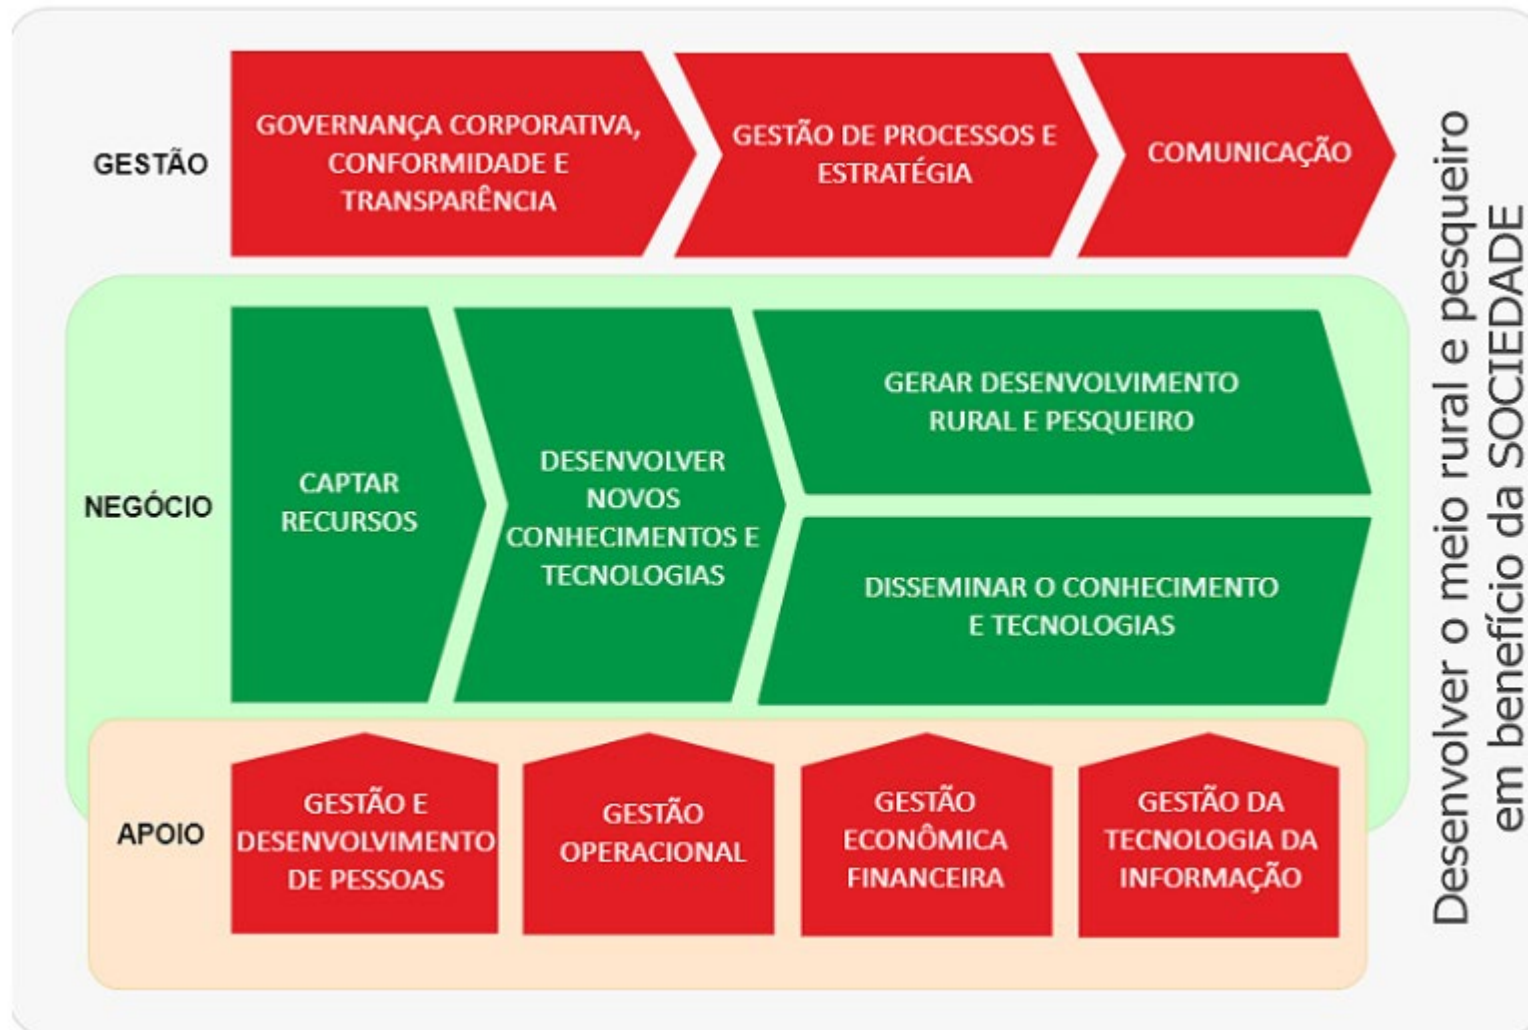 GESTÃO
GOVERNANÇA CORPORATIVA,
CONFORMIDADE E
TRANSPARÊNCIA
GESTÃO DE PROCESSOS E
ESTRATÉGIA
COMUNICAÇÃO
NEGÓCIO
CAPTAR
RECURSOS
DESENVOLVER
NOVOS
CONHECIMENTOS E
TECNOLOGIAS
GERAR DESENVOLVIMENTO
RURAL E PESQUEIRO
DISSEMINAR O CONHECIMENTO
E TECNOLOGIAS
APOIO
GESTÃO E
DESENVOLVIMENTO
DE PESSOAS
GESTÃO
OPERACIONAL
GESTÃO
ECONÔMICA
FINANCEIRA
GESTÃO DA
TECNOLOGIA DA
INFORMAÇÃO
Desenvolver o meio rural e pesqueiro
em benefício da SOCIEDADE